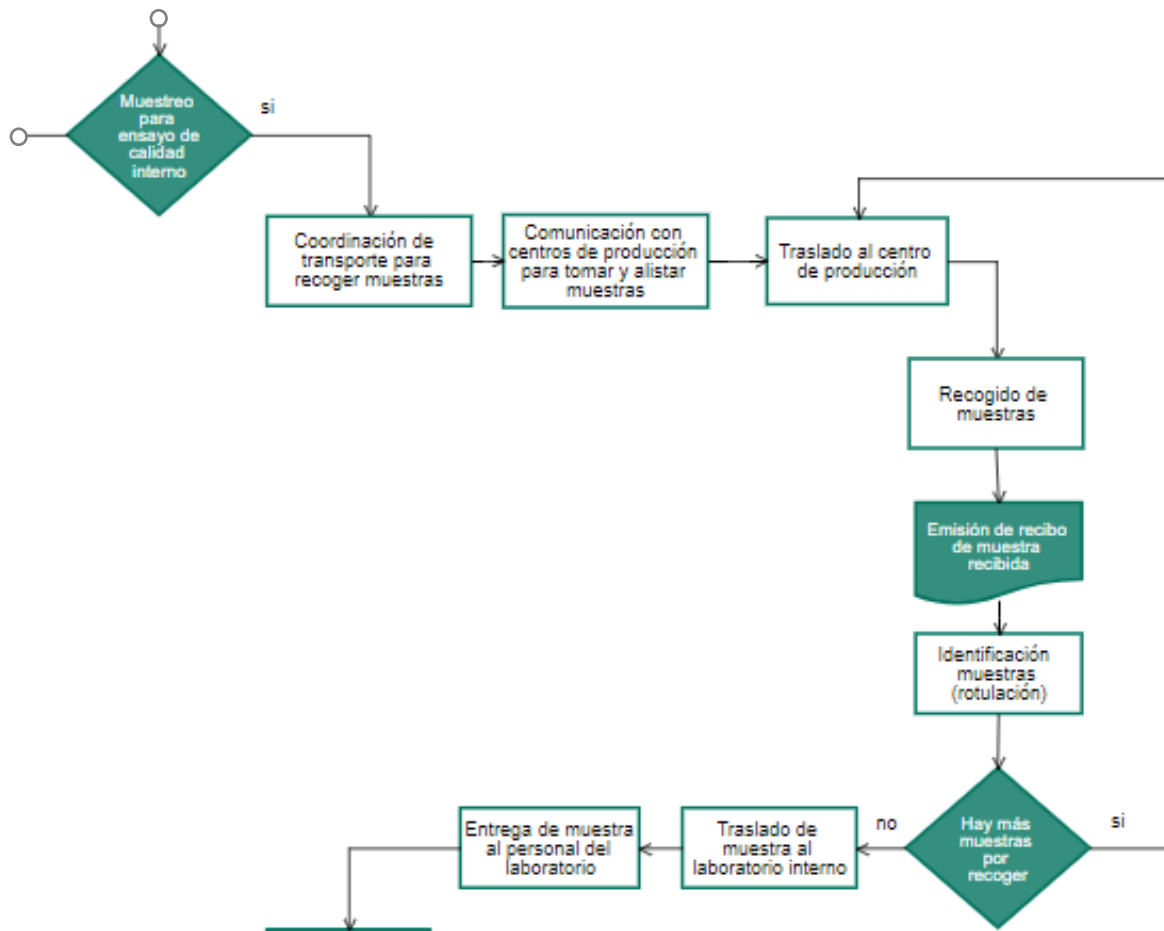 Muestreo
para
ensayo de
calidad
interno
si
Coordinación de
transporte para
recoger muestras
Comunicación con
centros de producción
para tomar y alistar
muestras
Traslado al centro
de producción
Recogido de
muestras
Emisión de recibo
de muestra
recibida
Identificación
muestras
(rotulación)
Hay más
muestras
por
recoger
si
no
Traslado de
muestra al
laboratorio interno
Entrega de muestra
al personal del
laboratorio